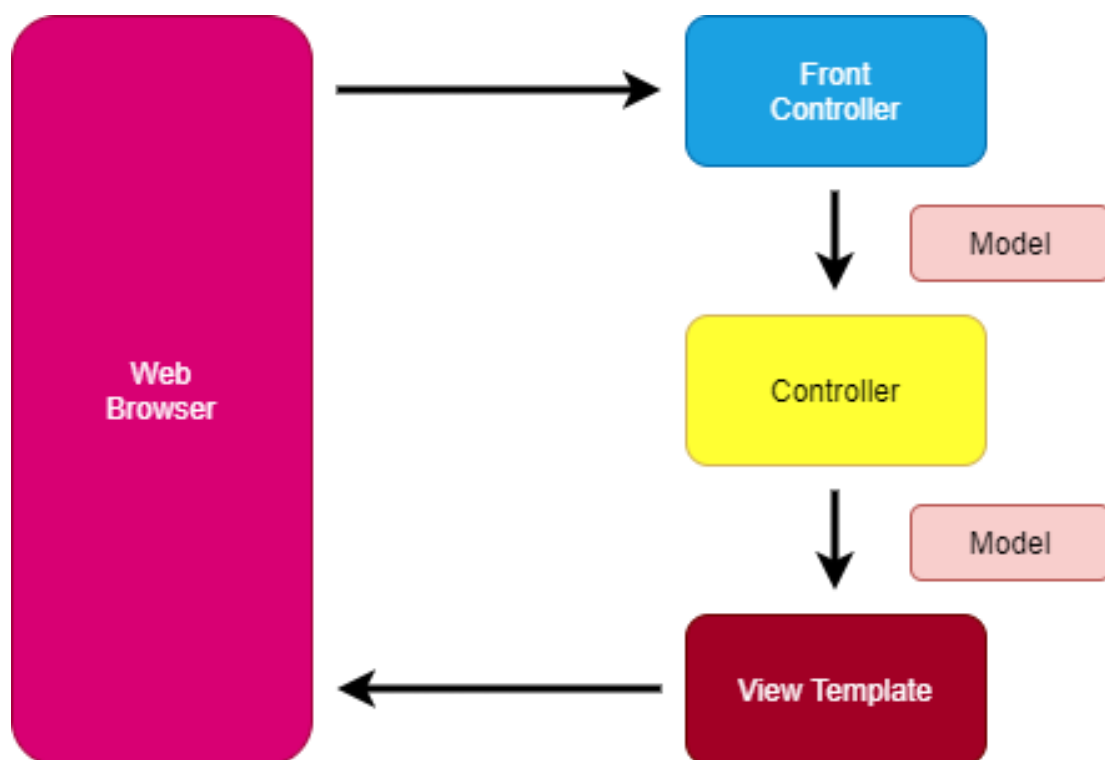 Front
Controller
Model
Web
Browser
Controller
Model
View Template